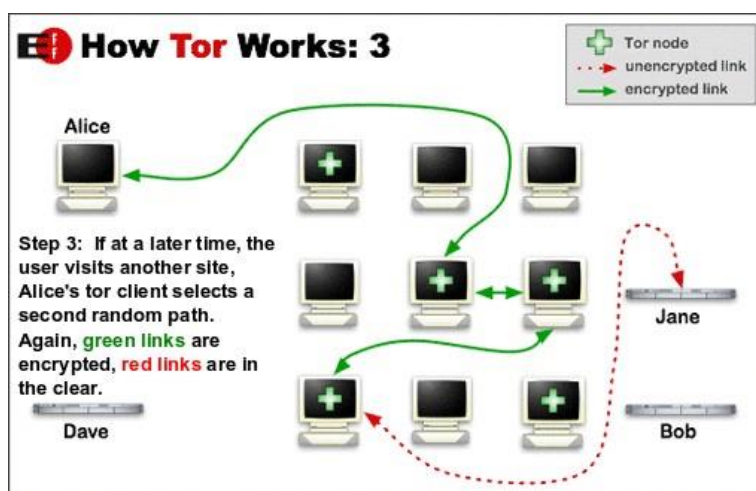 EFF How Tor Works: 3
Tor node
unencrypted link
encrypted link
Alice
Step 3: If at a later time, the
user visits another site,
Alice's tor client selects a
second random path.
Again, green links are
encrypted, red links are in
the clear.
Jane
Dave
Bob